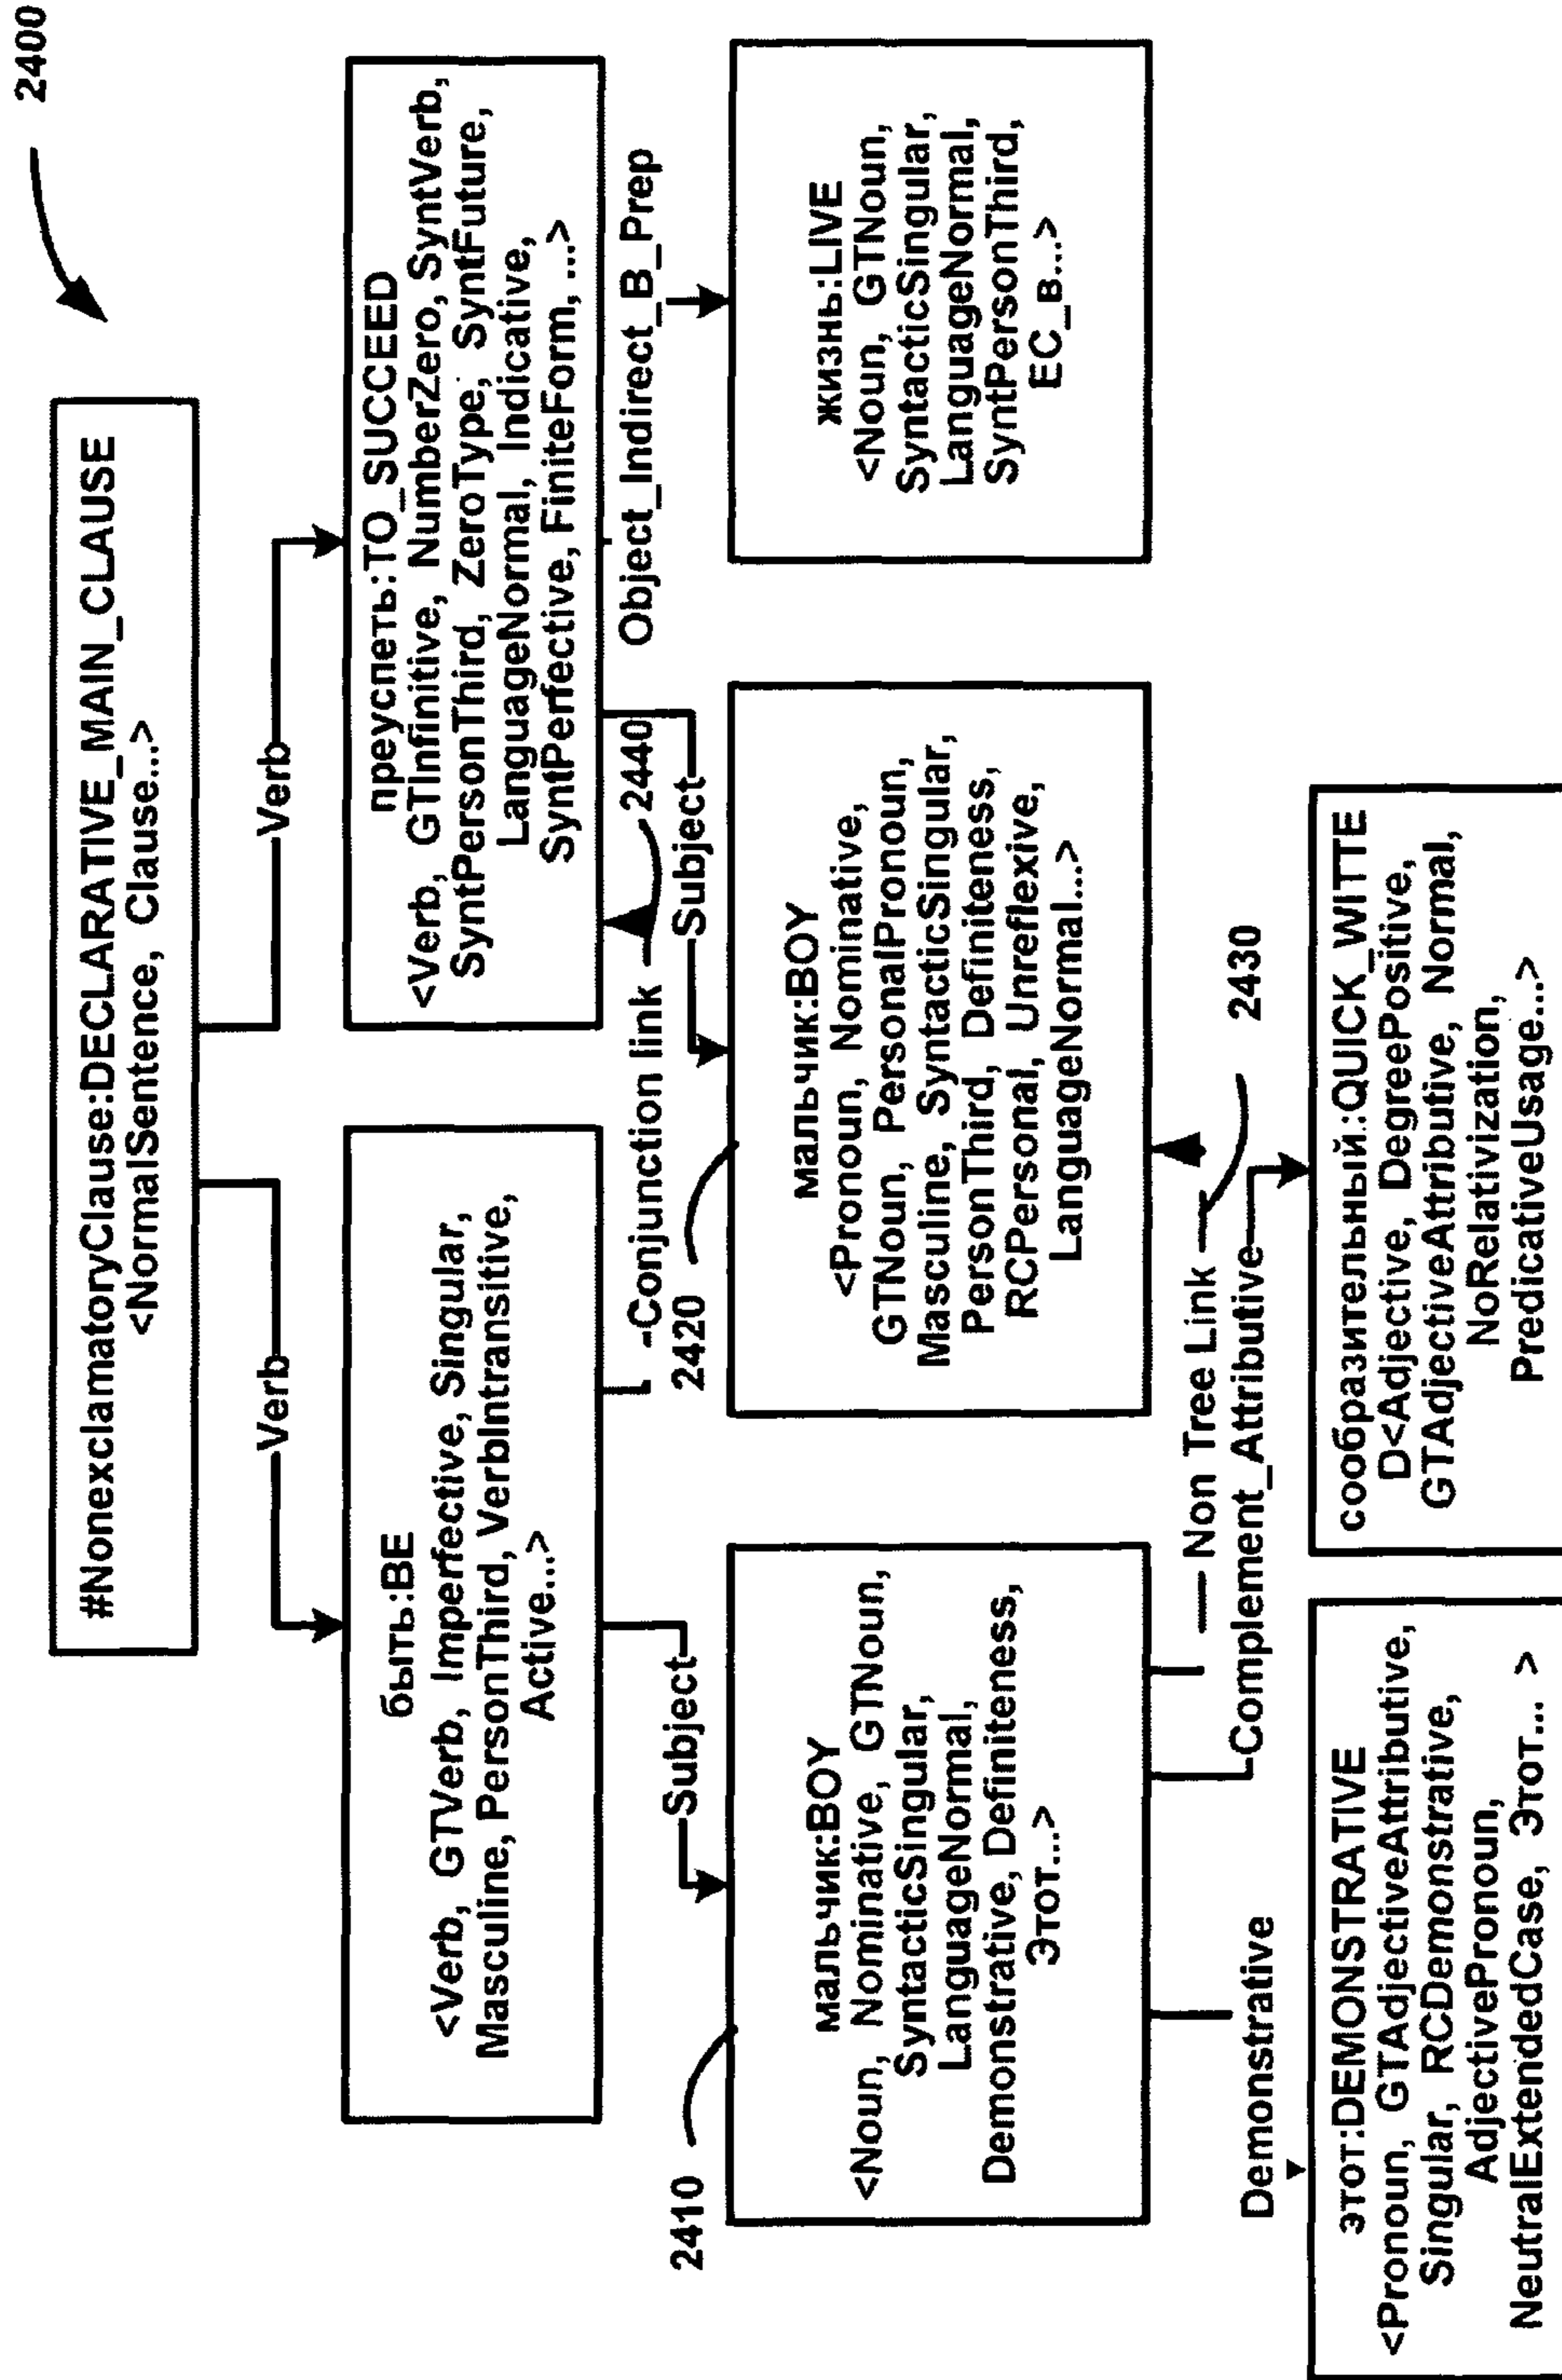 2400
#NonexclamatoryClause:DECLARATIVE_MAIN_CLAUSE
<NormalSentence, Clause...>
Verb
Verb
быть:BE
<Verb, GTVerb, Imperfective, Singular,
Masculine, PersonThird, VerbIntransitive,
Active...>
преуспеть:TO_SUCCEED
<Verb, GTInfinitive, NumberZero, SyntVerb,
SyntPersonThird, ZeroType, SyntFuture,
LanguageNormal, Indicative,
SyntPerfective, FiniteForm, ...>
Subject
Conjunction link
2440
Subject
Object_Indirect_B_Prep
2410
мальчик:BOY
<Noun, Nominative, GTNoun,
SyntacticSingular,
LanguageNormal,
Demonstrative, Definiteness,
Этот...>
2420
мальчик:BOY
<Pronoun, Nominative,
GTNoun, PersonalPronoun,
Masculine, SyntacticSingular,
PersonThird, Definiteness,
RCPersonal, Unreflexive,
LanguageNormal...>
жизнь:LIVE
<Noun, GTNoun,
SyntacticSingular,
LanguageNormal,
SyntPersonThird,
EC_в...>
Demonstrative
Non Tree Link
2430
Complement_Attributive
этот:DEMONSTRATIVE
<Pronoun, GTAdjectiveAttributive,
Singular, RCDemonstrative,
AdjectivePronoun,
NeutralExtendedCase, Этот... >
сообразительный:QUICK_WITTE
D<Adjective, DegreePositive,
GTAdjectiveAttributive, Normal,
NoRelativization,
PredicativeUsage...>